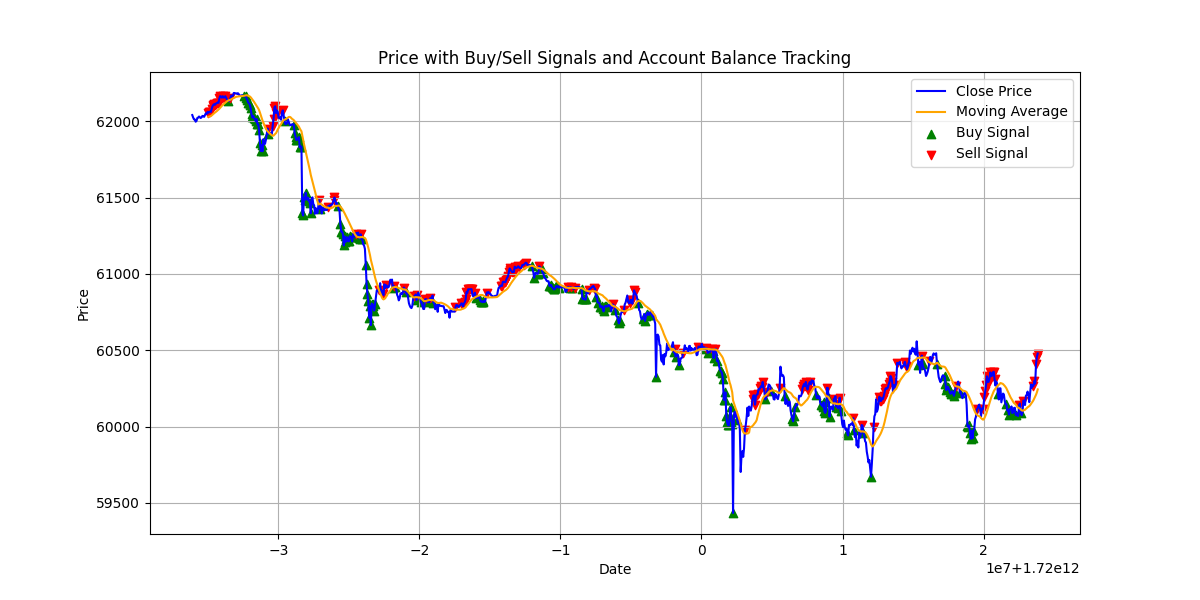 Price with Buy/Sell Signals and Account Balance Tracking
Close Price
Moving Average
Buy Signal
Sell Signal
62000
61500
61000
60500
60000
59500
Price
−3
−2
−1
0
1
2
1e7+1.72e12
Date